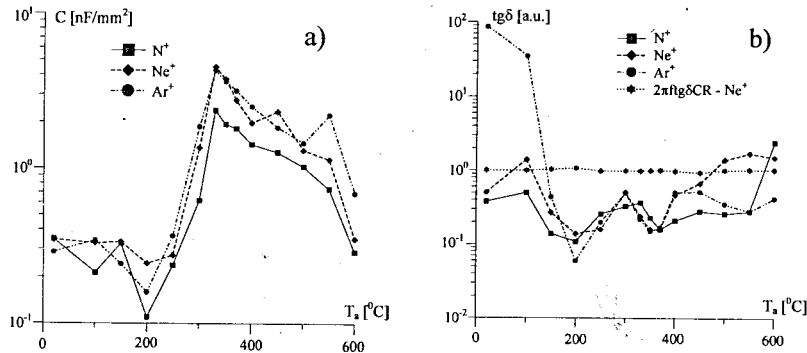 C [nF/mm²]
a)
N⁺
Ne⁺
Ar⁺
10¹
10⁰
10⁻¹
0
200
400
600
Tₐ [⁰C]
tgδ [a.u.]
b)
N⁺
Ne⁺
Ar⁺
2πftgδCR - Ne⁺
10²
10¹
10⁰
10⁻¹
10⁻²
0
200
400
600
Tₐ [⁰C]